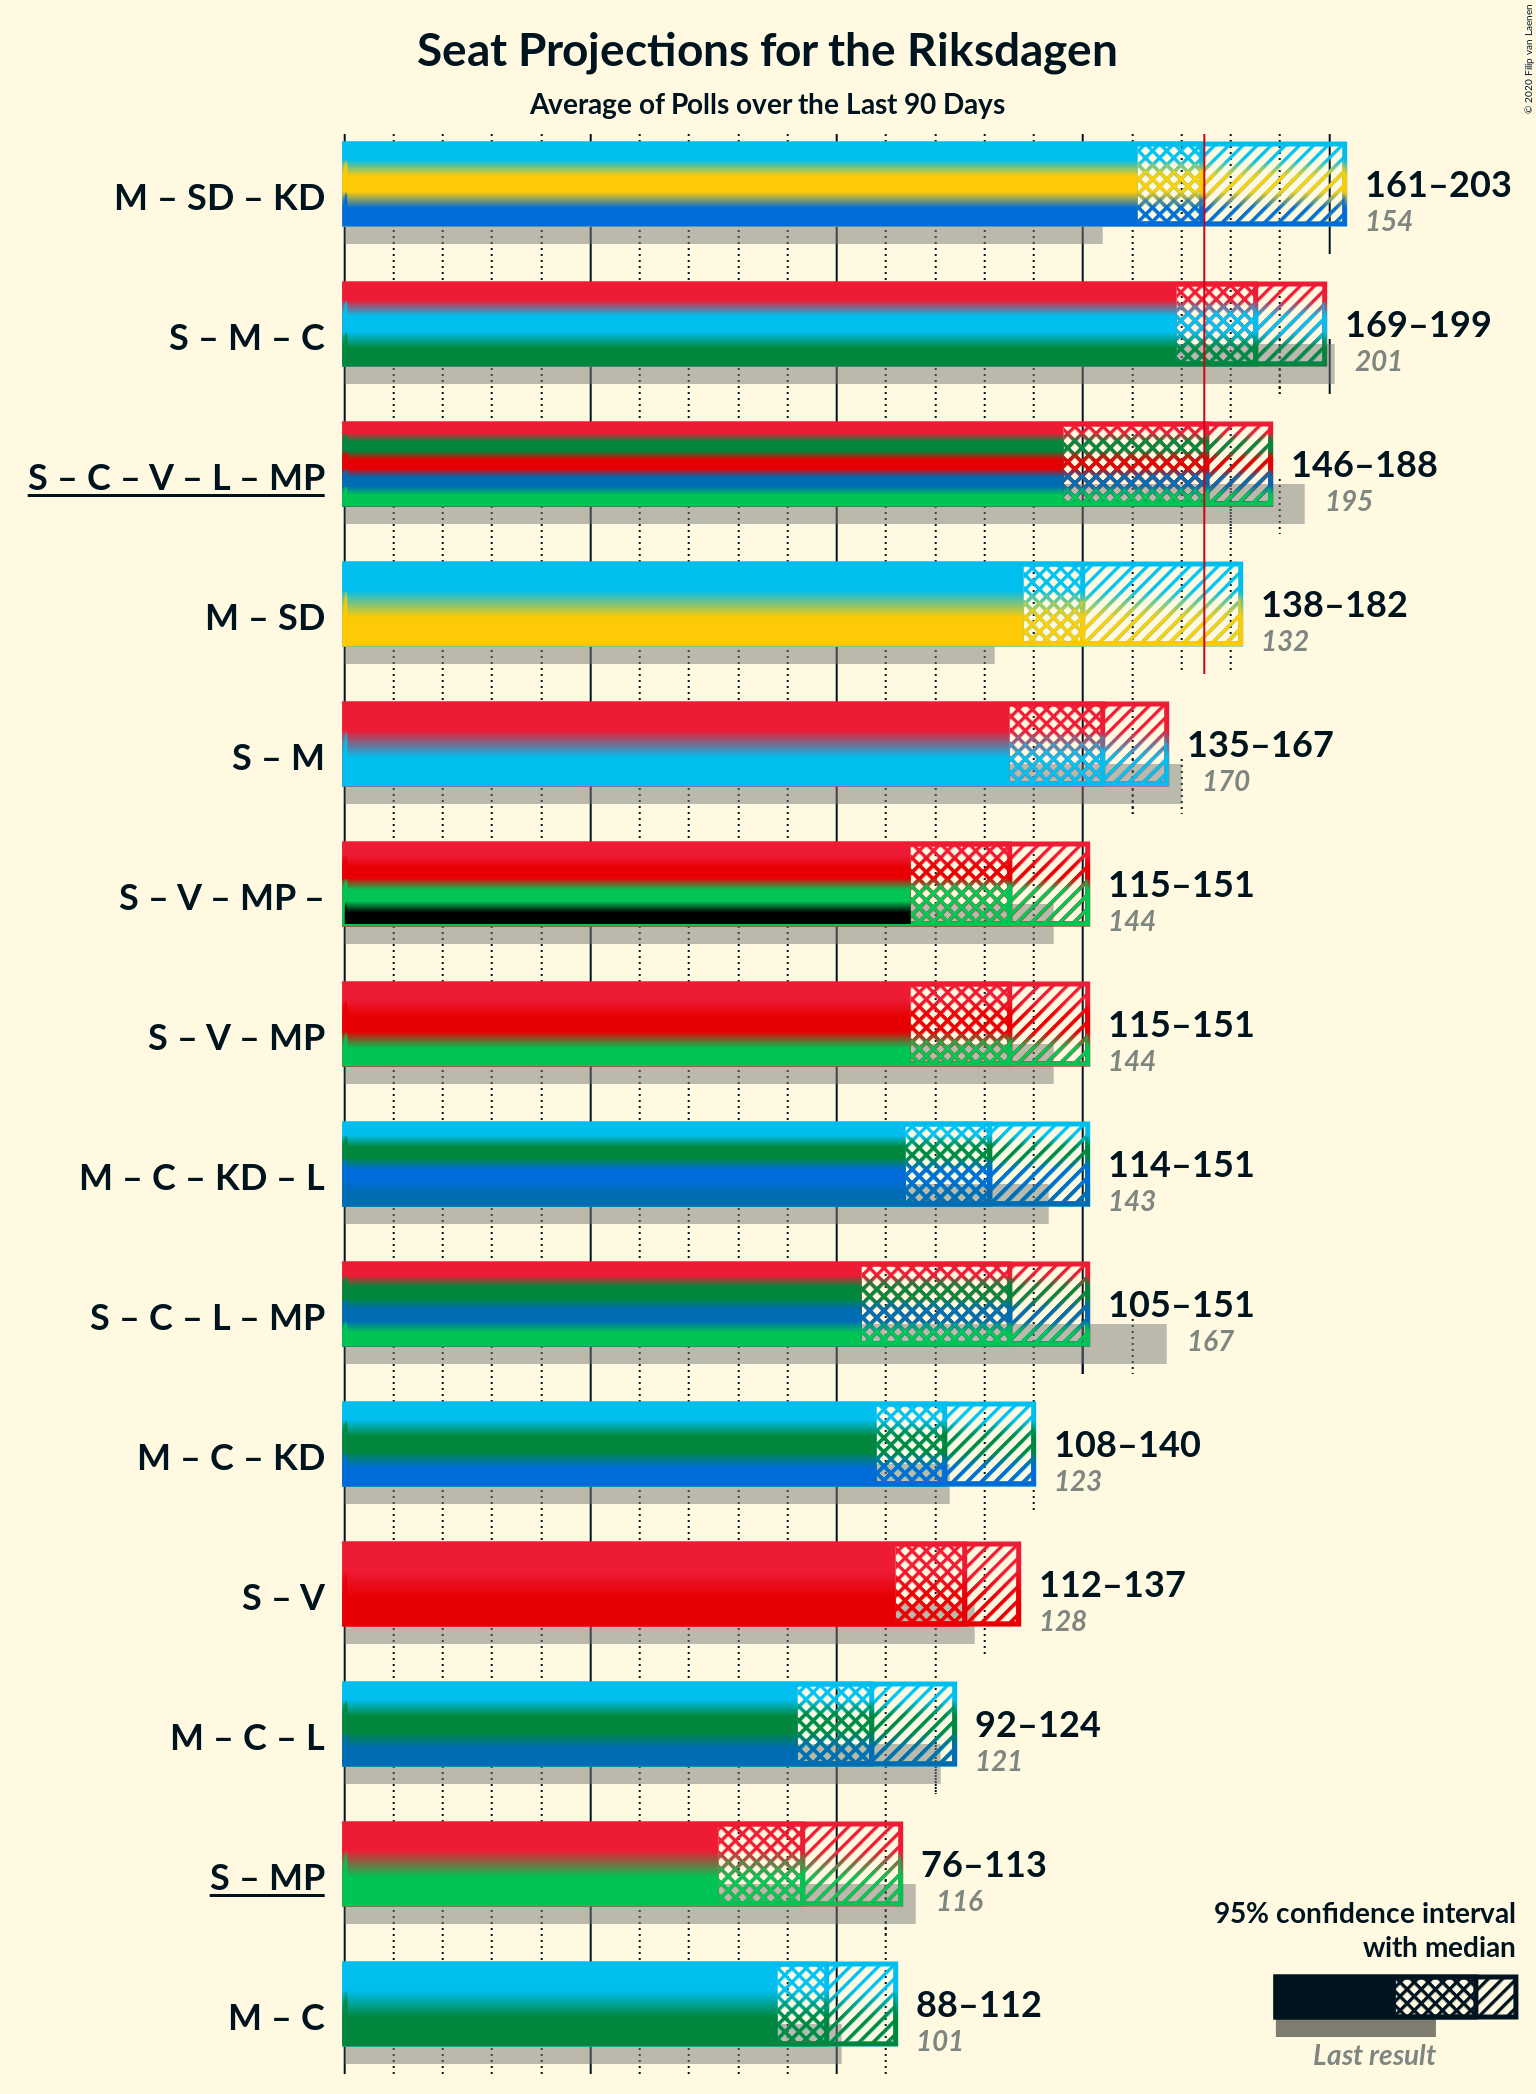 Seat Projections for the Riksdagen
Average of Polls over the Last 90 Days
© 2020 Filip van Laenen
M – SD – KD
161–203
154
S – M – C
169–199
201
S – C – V – L – MP
146–188
195
M – SD
138–182
132
S – M
135–167
170
S – V – MP –
115–151
144
S – V – MP
115–151
144
M – C – KD – L
114–151
143
S – C – L – MP
105–151
167
M – C – KD
108–140
123
S – V
112–137
128
M – C – L
92–124
121
S – MP
76–113
116
M – C
88–112
101
95% confidence interval
with median
Last result